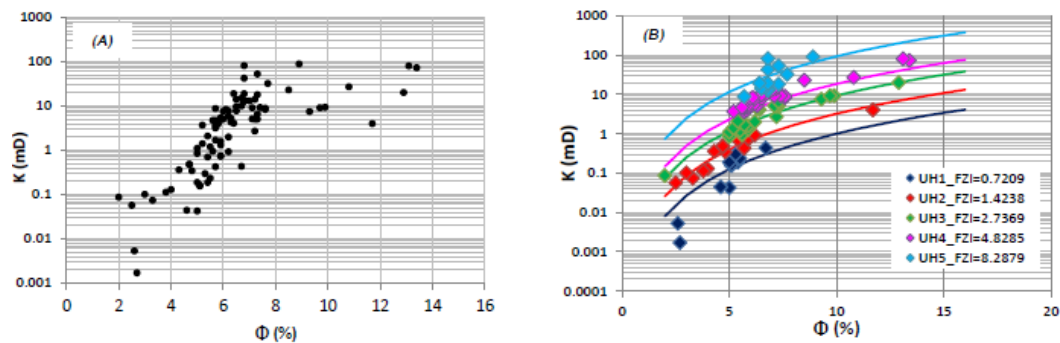 (A)
K (mD)
1000
100
10
1
0.1
0.01
0.001
0 2 4 6 8 10 12 14 16
Φ (%)
(B)
K (mD)
1000
100
10
1
0.1
0.01
0.001
0.0001
0 5 10 15 20
Φ (%)
UH1_FZI=0.7209
UH2_FZI=1.4238
UH3_FZI=2.7369
UH4_FZI=4.8285
UH5_FZI=8.2879